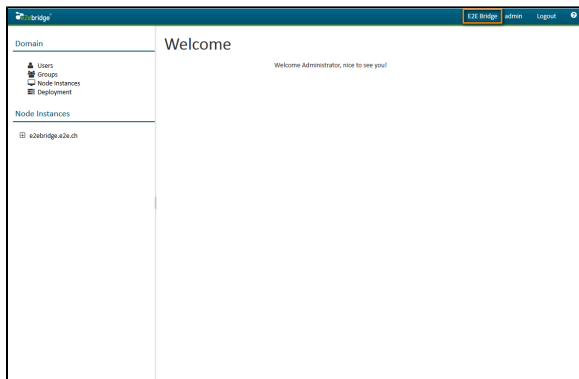 e2ebridge
E2E Bridge admin Logout ?
Domain
Welcome
Users
Groups
Node Instances
Deployment
Welcome Administrator, nice to see you!
Node Instances
e2ebridge.e2e.ch